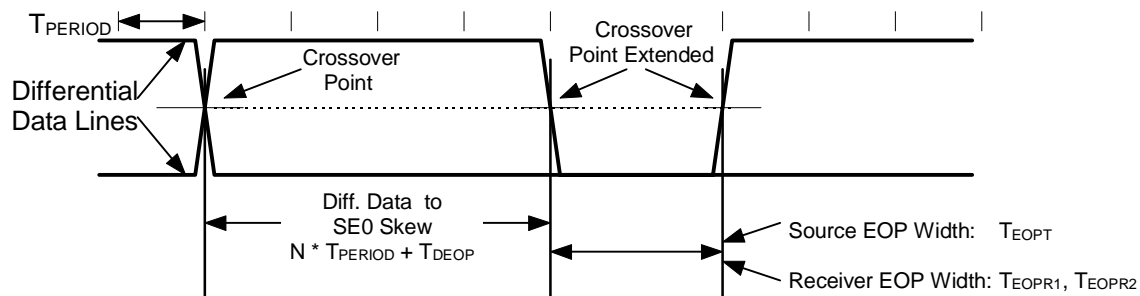 TPERIOD
Differential
Data Lines
Crossover
Point
Crossover
Point Extended
Diff. Data to
SE0 Skew
N * TPERIOD + TDEOP
Source EOP Width: TEOPT
Receiver EOP Width: TEOPR1, TEOPR2